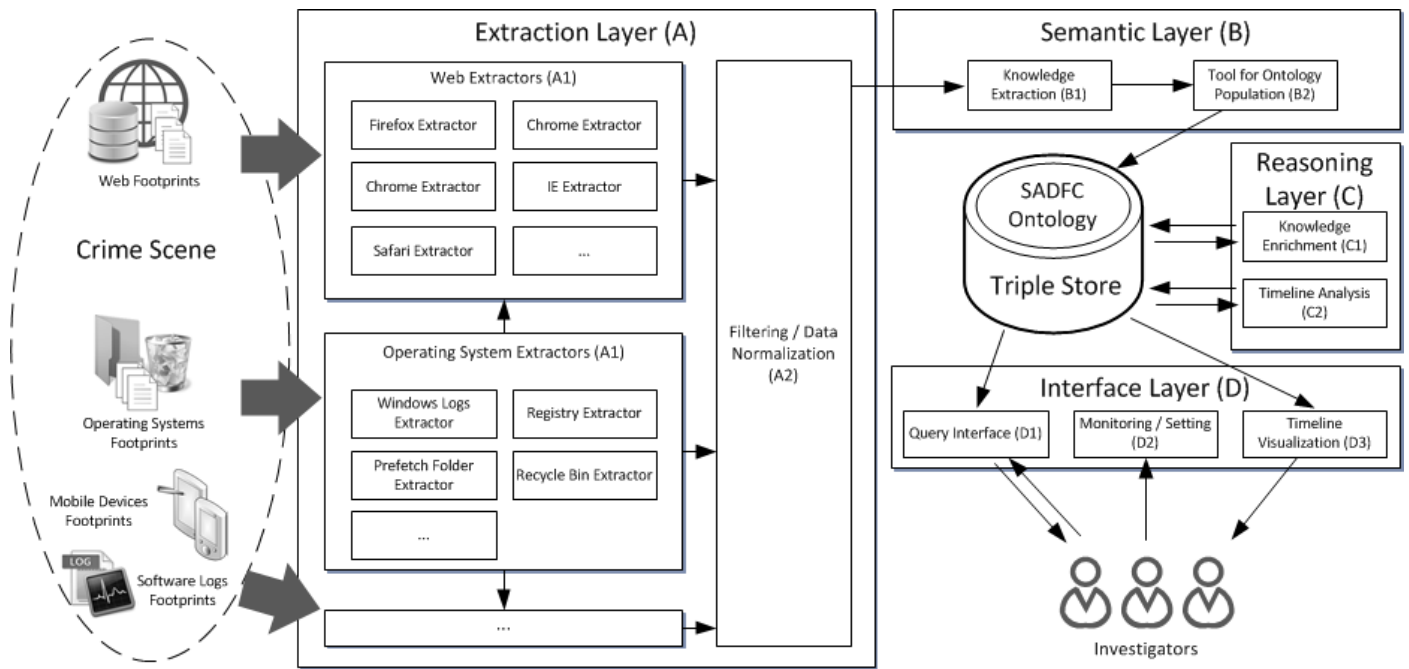 Web Footprints
Crime Scene
Operating Systems
Footprints
Mobile Devices
Footprints
LOG
Software Logs
Footprints
Extraction Layer (A)
Web Extractors (A1)
Firefox Extractor
Chrome Extractor
Chrome Extractor
IE Extractor
Safari Extractor
...
Operating System Extractors (A1)
Windows Logs
Extractor
Registry Extractor
Prefetch Folder
Extractor
Recycle Bin Extractor
...
...
Filtering / Data
Normalization
(A2)
Semantic Layer (B)
Knowledge
Extraction (B1)
Tool for Ontology
Population (B2)
SADFC
Ontology
Triple Store
Reasoning
Layer (C)
Knowledge
Enrichment (C1)
Timeline Analysis
(C2)
Interface Layer (D)
Query Interface (D1)
Monitoring / Setting
(D2)
Timeline
Visualization (D3)
Investigators